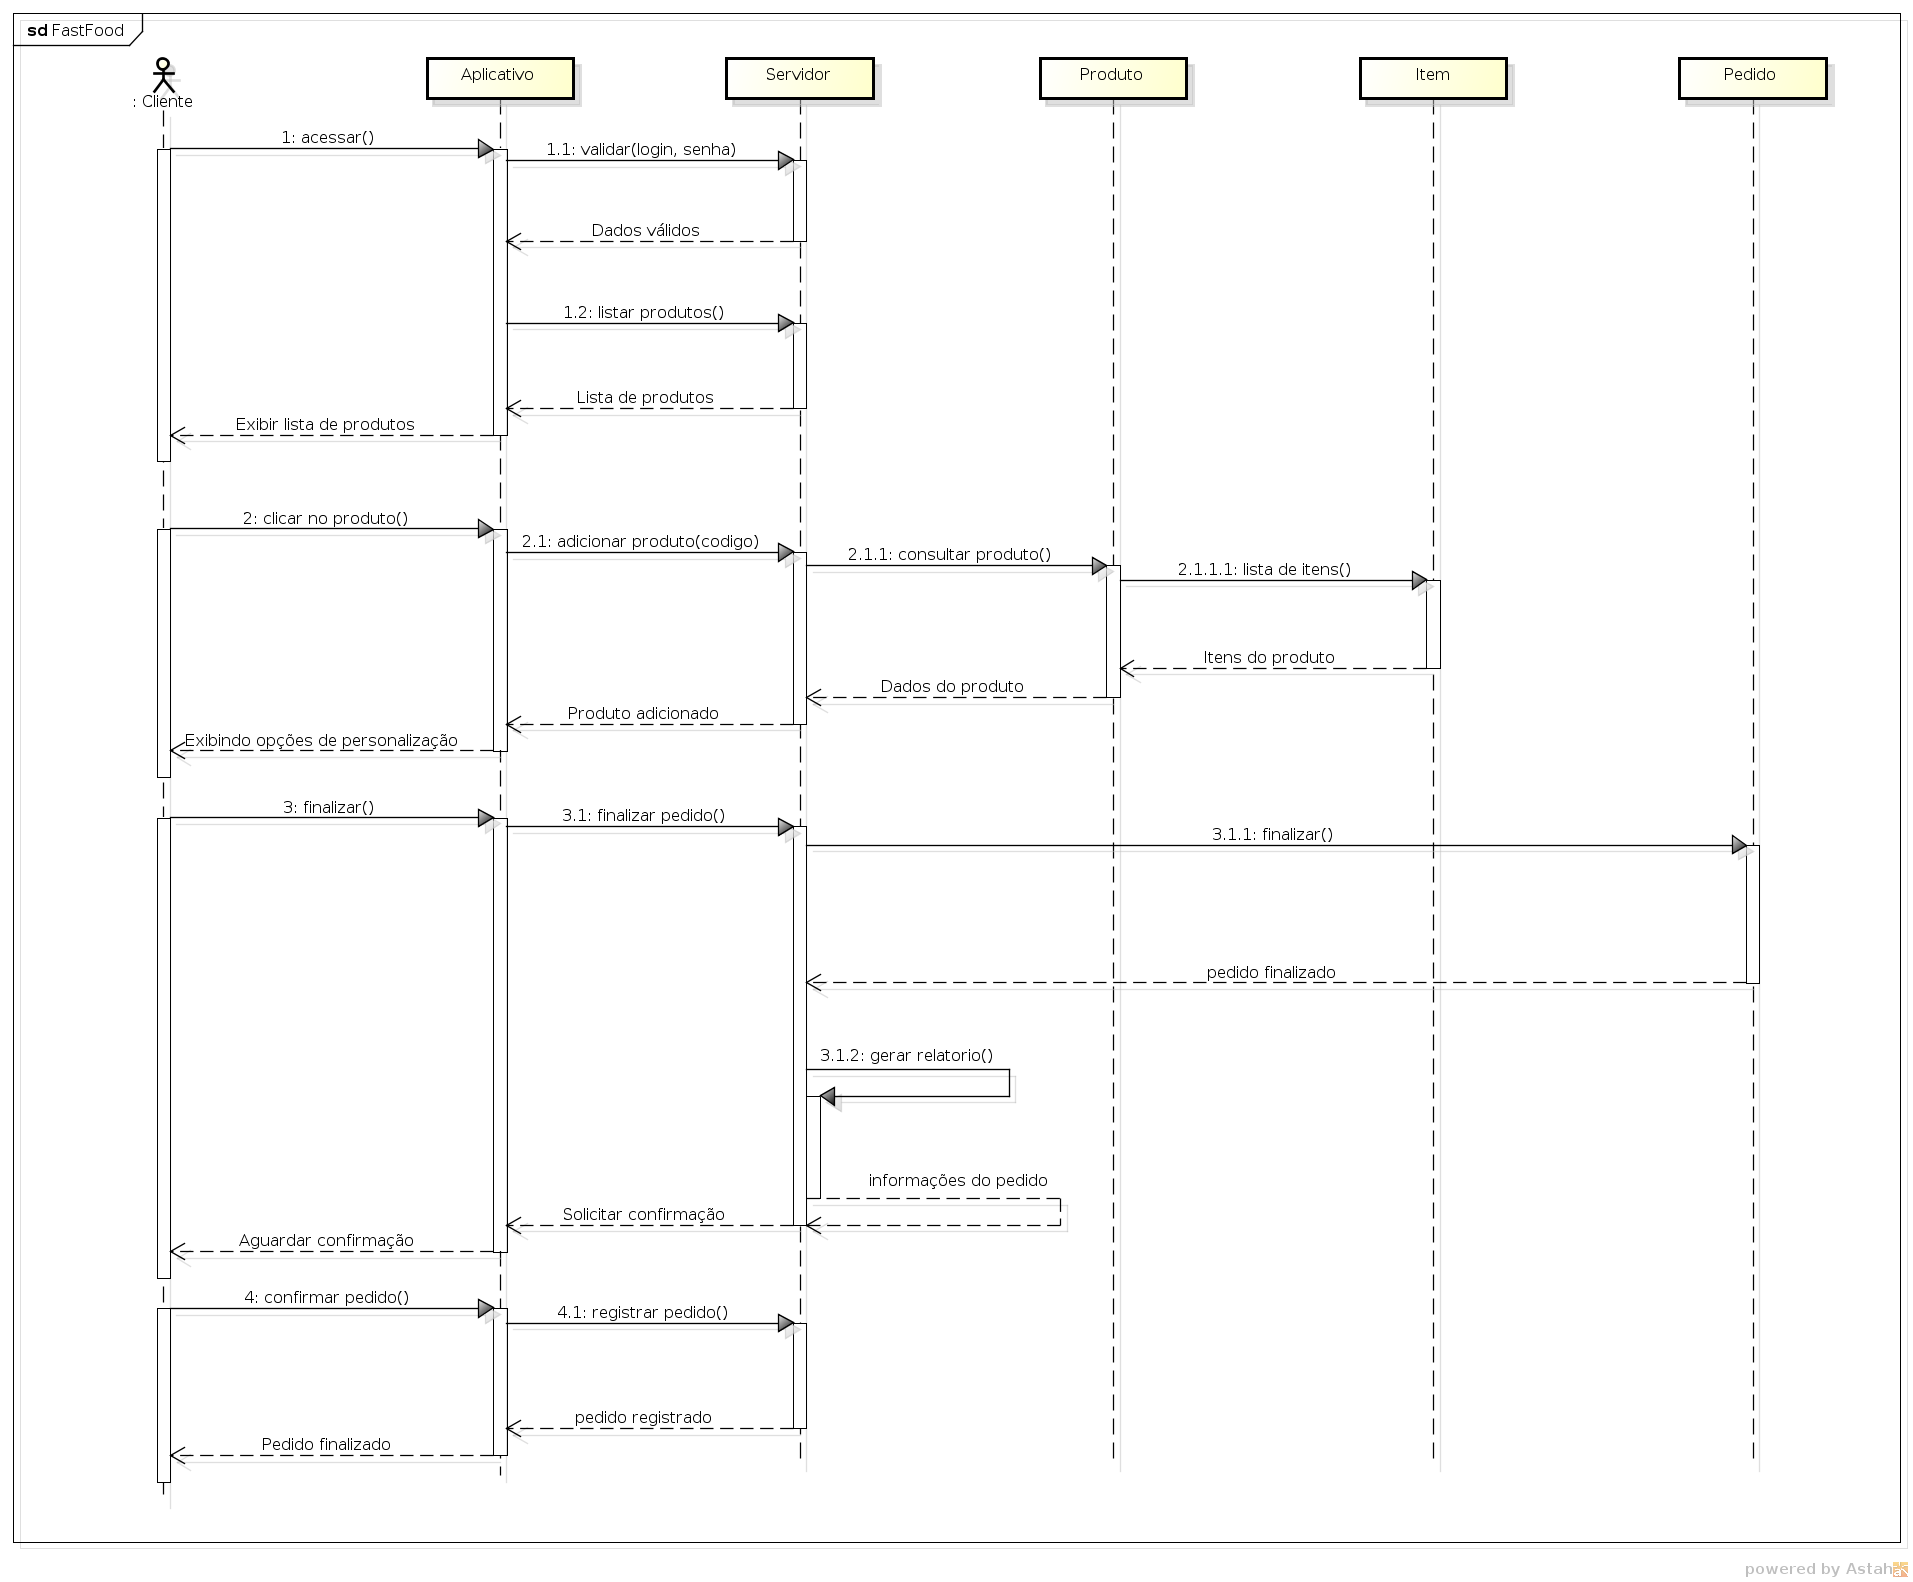 sd FastFood
: Cliente
Aplicativo
Servidor
Produto
Item
Pedido
1: acessar()
1.1: validar(login, senha)
Dados válidos
1.2: listar produtos()
Lista de produtos
Exibir lista de produtos
2: clicar no produto()
2.1: adicionar produto(codigo)
2.1.1: consultar produto()
2.1.1.1: lista de itens()
Itens do produto
Dados do produto
Produto adicionado
Exibindo opções de personalização
3: finalizar()
3.1: finalizar pedido()
3.1.1: finalizar()
pedido finalizado
3.1.2: gerar relatorio()
informações do pedido
Solicitar confirmação
Aguardar confirmação
4: confirmar pedido()
4.1: registrar pedido()
pedido registrado
Pedido finalizado
powered by Astah